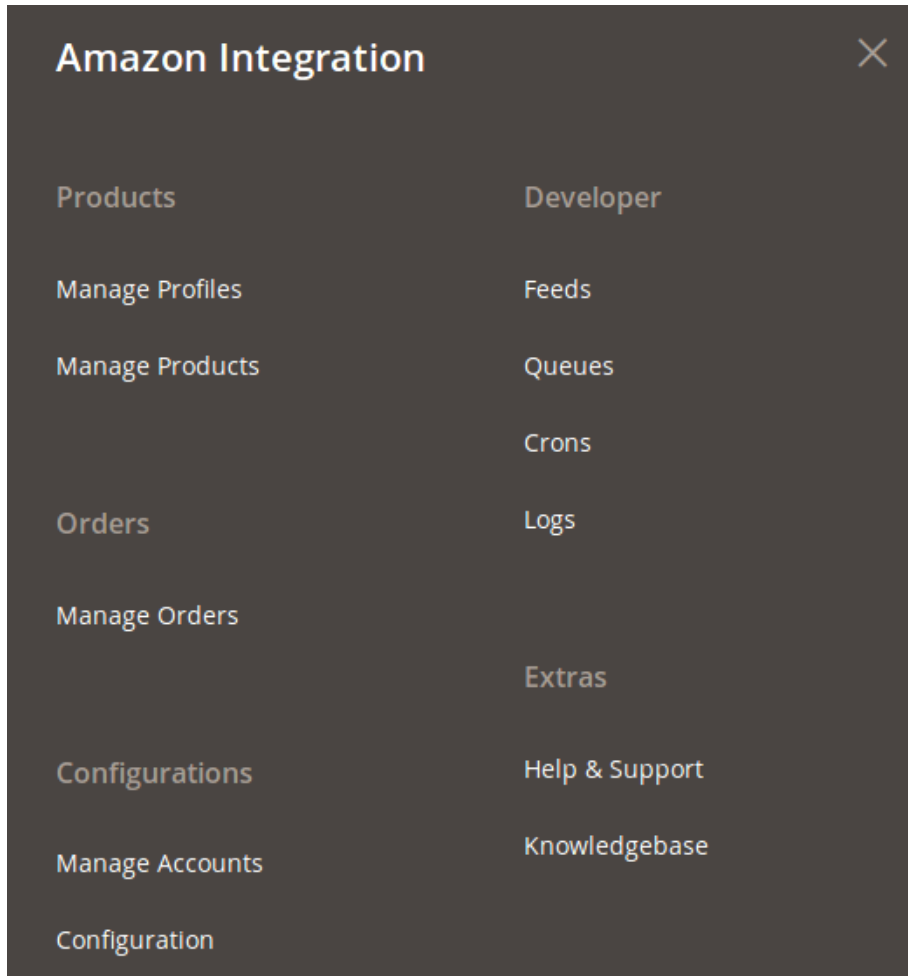 Amazon Integration
Products
Manage Profiles
Manage Products
Orders
Manage Orders
Configurations
Manage Accounts
Configuration
Developer
Feeds
Queues
Crons
Logs
Extras
Help & Support
Knowledgebase